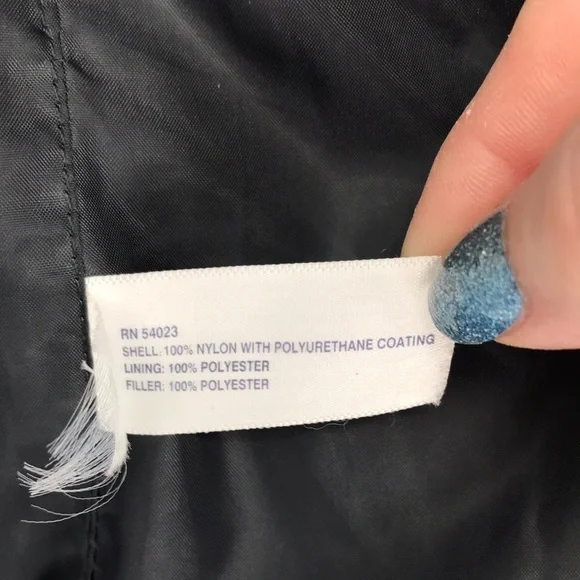 RN 54023
SHELL: 100% NYLON WITH POLYURETHANE COATING
LINING: 100% POLYESTER
FILLER: 100% POLYESTER